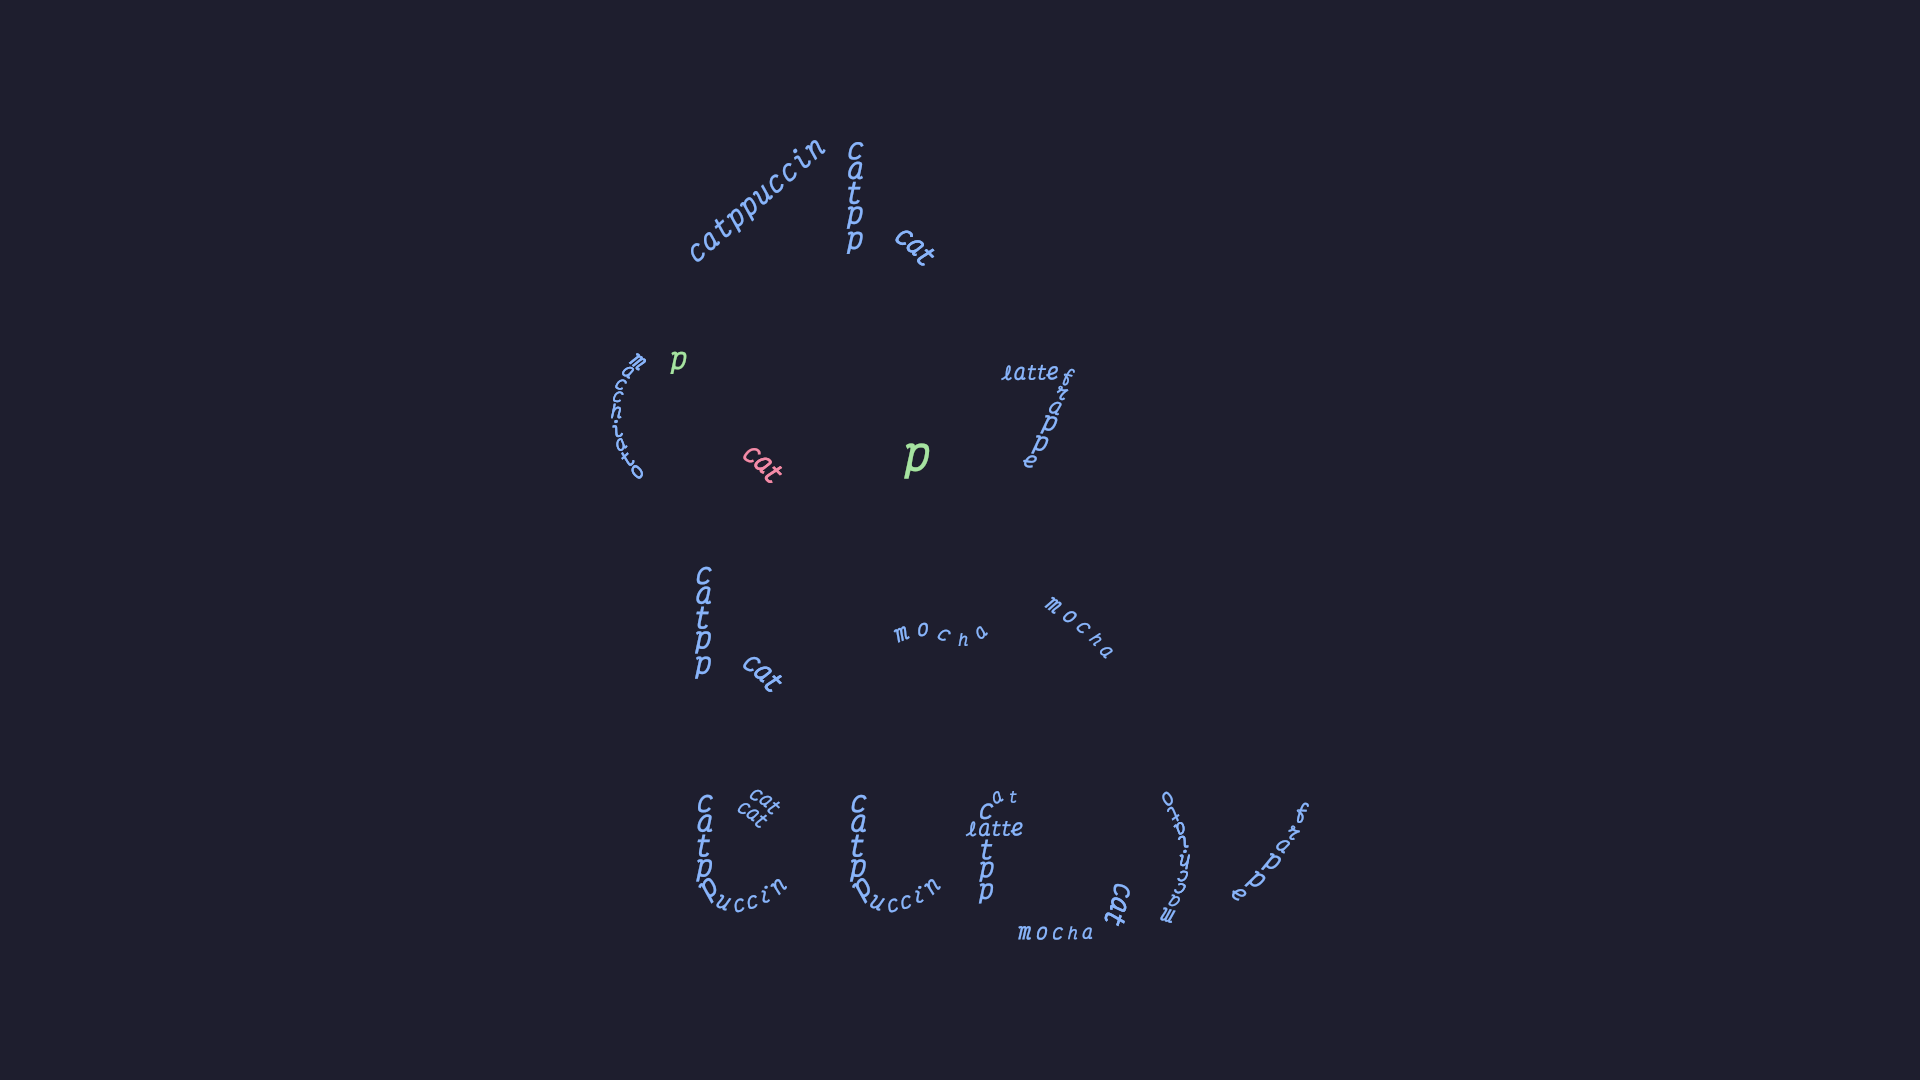 catppuccin catpp cat
macchiato p cat p latte frappe
catpp cat mocha mocha
catppuccin cat cat catppuccin cat latte catpp mocha cat macchiato frappe